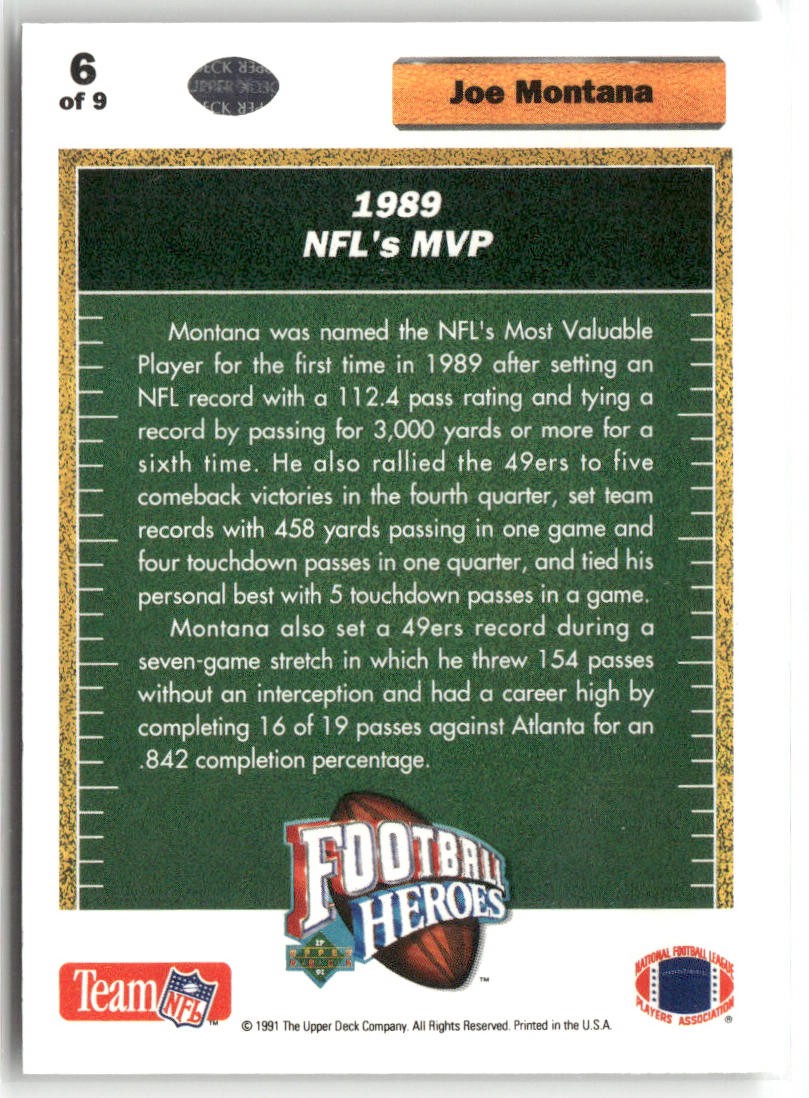 6
of 9
Joe Montana
1989
NFL's MVP
Montana was named the NFL's Most Valuable
Player for the first time in 1989 after setting an
NFL record with a 112.4 pass rating and tying a
record by passing for 3,000 yards or more for a
sixth time. He also rallied the 49ers to five
comeback victories in the fourth quarter, set team
records with 458 yards passing in one game and
four touchdown passes in one quarter, and tied his
personal best with 5 touchdown passes in a game.
Montana also set a 49ers record during a
seven-game stretch in which he threw 154 passes
without an interception and had a career high by
completing 16 of 19 passes against Atlanta for an
.842 completion percentage.
FOOTBALL
HEROES
™
Team NFL ™
© 1991 The Upper Deck Company. All Rights Reserved. Printed in the U.S.A.
NATIONAL FOOTBALL LEAGUE
PLAYERS ASSOCIATION ®